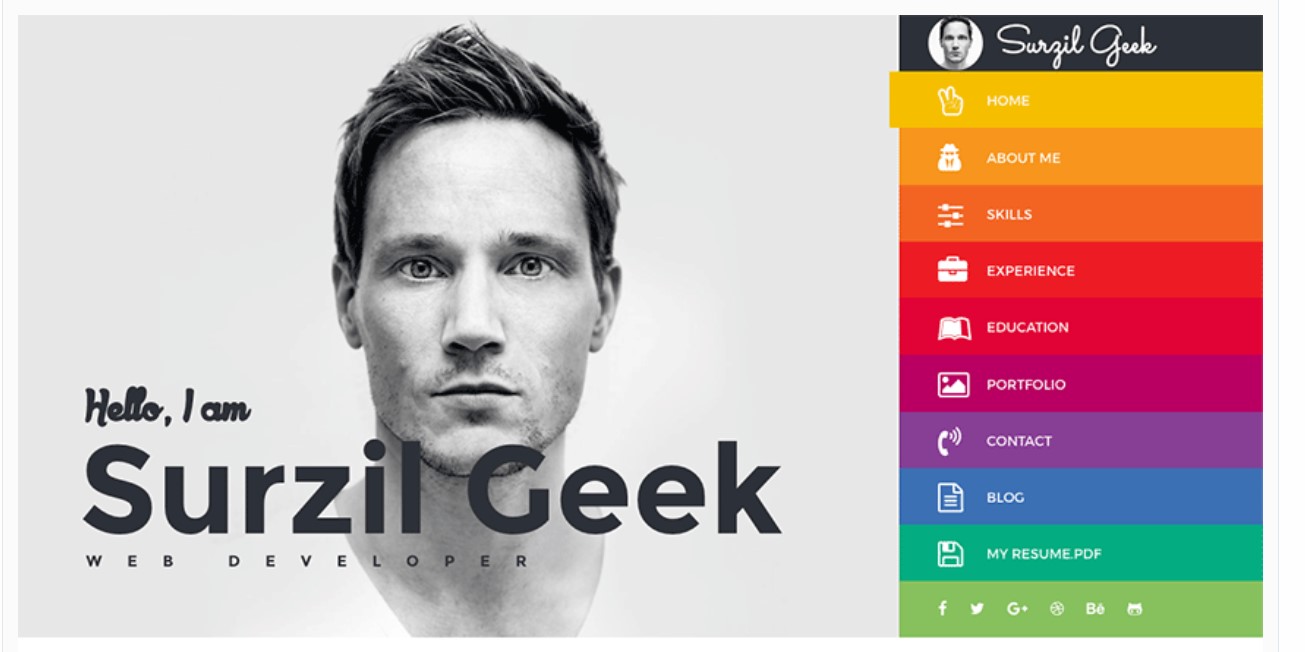 Surzil Geek
HOME
ABOUT ME
SKILLS
EXPERIENCE
EDUCATION
PORTFOLIO
CONTACT
BLOG
MY RESUME.PDF
G+ Bē
Hello, I am
Surzil Geek
WEB DEVELOPER